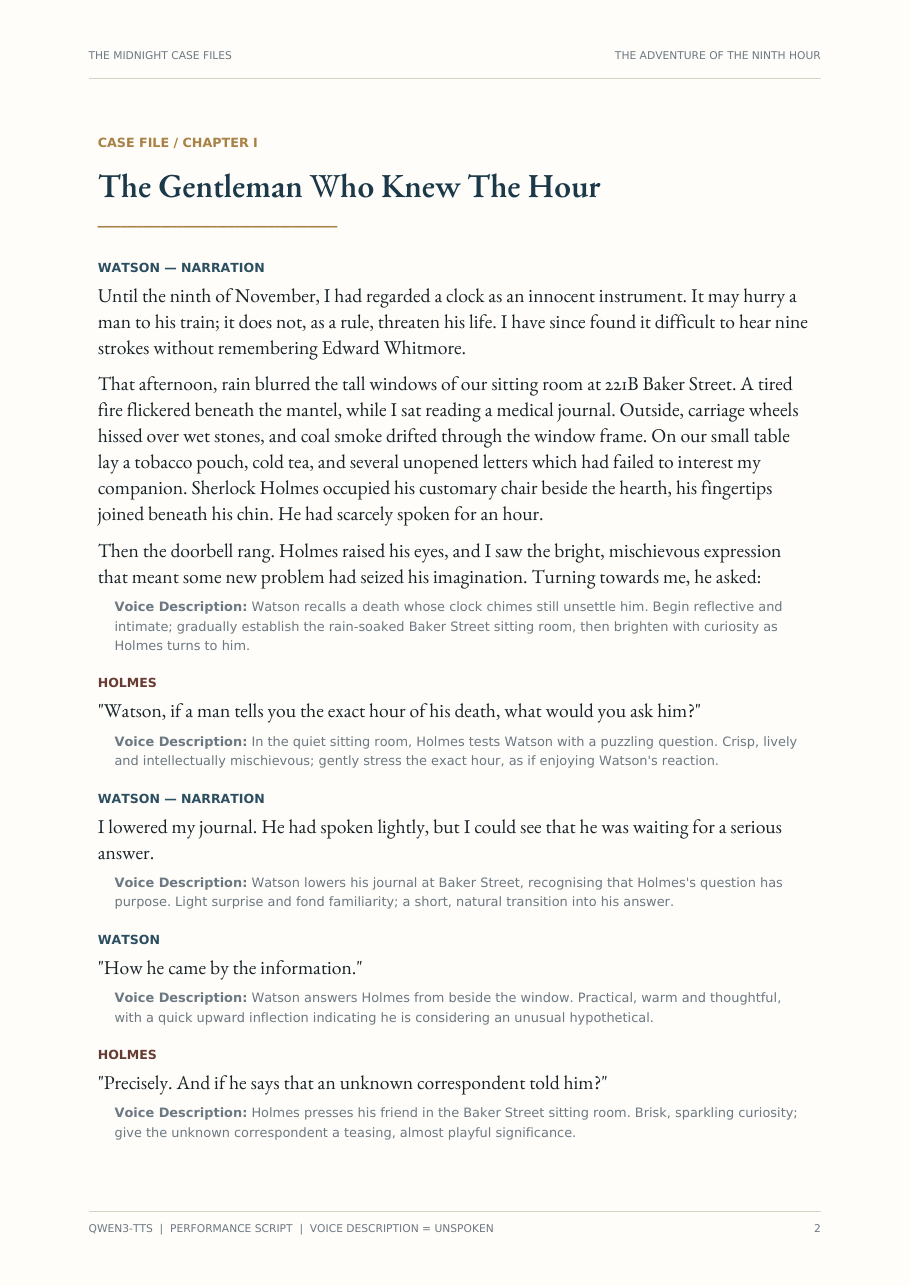 THE MIDNIGHT CASE FILES
THE ADVENTURE OF THE NINTH HOUR
CASE FILE / CHAPTER I
The Gentleman Who Knew The Hour
WATSON — NARRATION
Until the ninth of November, I had regarded a clock as an innocent instrument. It may hurry a
man to his train; it does not, as a rule, threaten his life. I have since found it difficult to hear nine
strokes without remembering Edward Whitmore.
That afternoon, rain blurred the tall windows of our sitting room at 221B Baker Street. A tired
fire flickered beneath the mantel, while I sat reading a medical journal. Outside, carriage wheels
hissed over wet stones, and coal smoke drifted through the window frame. On our small table
lay a tobacco pouch, cold tea, and several unopened letters which had failed to interest my
companion. Sherlock Holmes occupied his customary chair beside the hearth, his fingertips
joined beneath his chin. He had scarcely spoken for an hour.
Then the doorbell rang. Holmes raised his eyes, and I saw the bright, mischievous expression
that meant some new problem had seized his imagination. Turning towards me, he asked:
Voice Description: Watson recalls a death whose clock chimes still unsettle him. Begin reflective and
intimate; gradually establish the rain-soaked Baker Street sitting room, then brighten with curiosity as
Holmes turns to him.
HOLMES
"Watson, if a man tells you the exact hour of his death, what would you ask him?"
Voice Description: In the quiet sitting room, Holmes tests Watson with a puzzling question. Crisp, lively
and intellectually mischievous; gently stress the exact hour, as if enjoying Watson's reaction.
WATSON — NARRATION
I lowered my journal. He had spoken lightly, but I could see that he was waiting for a serious
answer.
Voice Description: Watson lowers his journal at Baker Street, recognising that Holmes's question has
purpose. Light surprise and fond familiarity; a short, natural transition into his answer.
WATSON
"How he came by the information."
Voice Description: Watson answers Holmes from beside the window. Practical, warm and thoughtful,
with a quick upward inflection indicating he is considering an unusual hypothetical.
HOLMES
"Precisely. And if he says that an unknown correspondent told him?"
Voice Description: Holmes presses his friend in the Baker Street sitting room. Brisk, sparkling curiosity;
give the unknown correspondent a teasing, almost playful significance.
QWEN3-TTS | PERFORMANCE SCRIPT | VOICE DESCRIPTION = UNSPOKEN
2